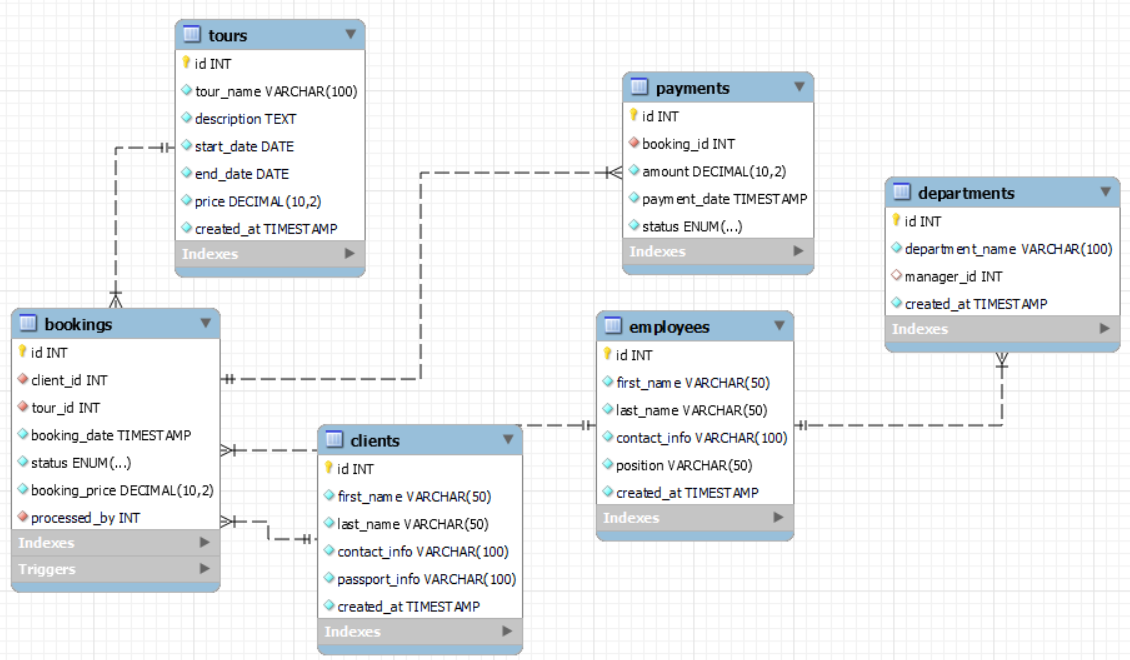 tours
id INT
tour_name VARCHAR(100)
description TEXT
start_date DATE
end_date DATE
price DECIMAL(10,2)
created_at TIMESTAMP
Indexes
payments
id INT
booking_id INT
amount DECIMAL(10,2)
payment_date TIMESTAMP
status ENUM(...)
Indexes
departments
id INT
department_name VARCHAR(100)
manager_id INT
created_at TIMESTAMP
Indexes
bookings
id INT
client_id INT
tour_id INT
booking_date TIMESTAMP
status ENUM(...)
booking_price DECIMAL(10,2)
processed_by INT
Indexes
Triggers
employees
id INT
first_name VARCHAR(50)
last_name VARCHAR(50)
contact_info VARCHAR(100)
position VARCHAR(50)
created_at TIMESTAMP
Indexes
clients
id INT
first_name VARCHAR(50)
last_name VARCHAR(50)
contact_info VARCHAR(100)
passport_info VARCHAR(100)
created_at TIMESTAMP
Indexes